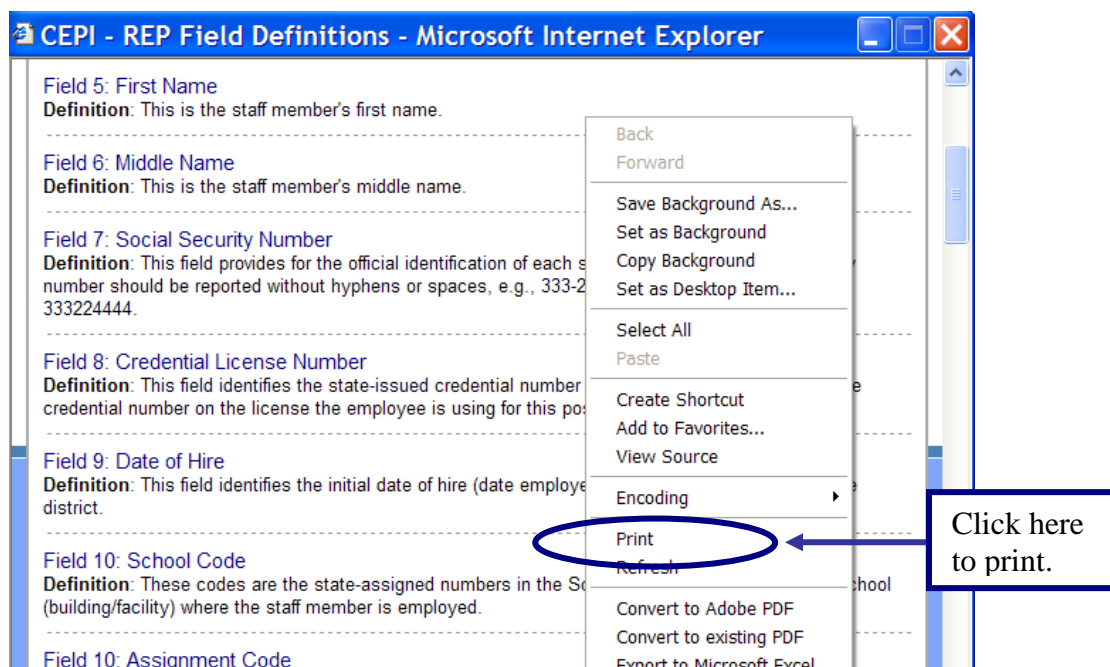 CEPI - REP Field Definitions - Microsoft Internet Explorer
Field 5: First Name
Definition: This is the staff member's first name.
Field 6: Middle Name
Definition: This is the staff member's middle name.
Field 7: Social Security Number
Definition: This field provides for the official identification of each
number should be reported without hyphens or spaces, e.g., 333-2
333224444.
Field 8: Credential License Number
Definition: This field identifies the state-issued credential number
credential number on the license the employee is using for this
Field 9: Date of Hire
Definition: This field identifies the initial date of hire (date
district.
Field 10: School Code
Definition: These codes are the state-assigned numbers in the
(building/facility) where the staff member is employed.
Field 10: Assignment Code
Back
Forward
Save Background As...
Set as Background
Copy Background
Set as Desktop Item...
Select All
Paste
Create Shortcut
Add to Favorites...
View Source
Encoding
Print
Refresh
Convert to Adobe PDF
Convert to existing PDF
Export to Microsoft Excel
Click here
to print.